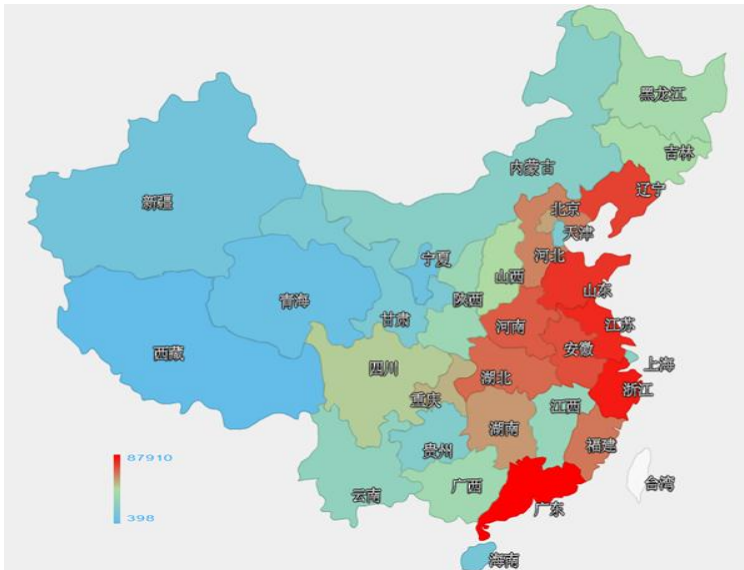 黑龙江
吉林
内蒙古
辽宁
新疆
北京
天津
宁夏
河北
山西
青海
陕西
山东
甘肃
河南
江苏
西藏
安徽
四川
上海
湖北
浙江
重庆
江西
湖南
贵州
福建
87910
广西
台湾
云南
广东
398
海南